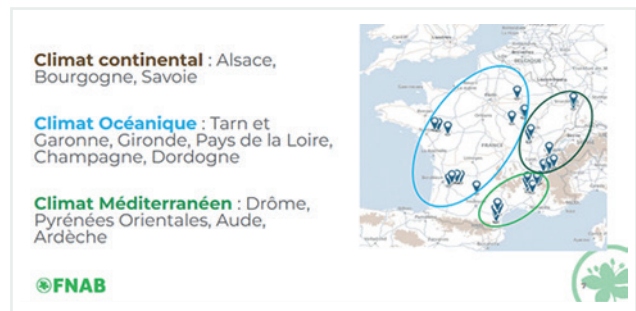 Climat continental : Alsace,
Bourgogne, Savoie
Climat Océanique : Tarn et
Garonne, Gironde, Pays de la Loire,
Champagne, Dordogne
Climat Méditerranéen : Drôme,
Pyrénées Orientales, Aude,
Ardèche
FRANCE
FNAB